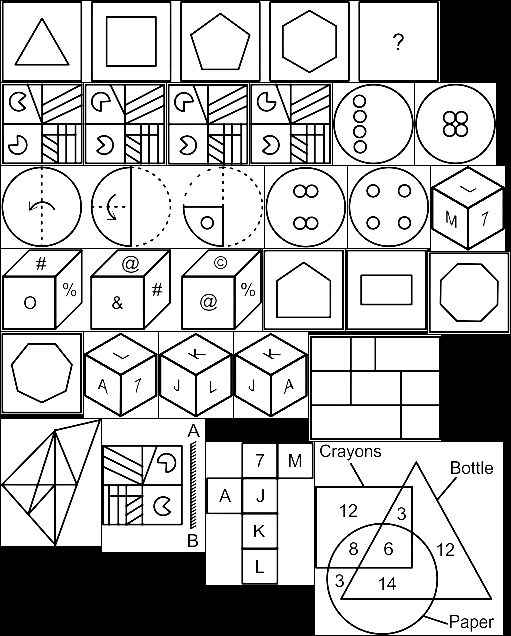 ?
M 7
# @ ©
O % & # @ %
A 7 J L J A
K K
A
B
7 M
A J
K
L
Crayons
Bottle
12 3
8 6 12
3 14
Paper